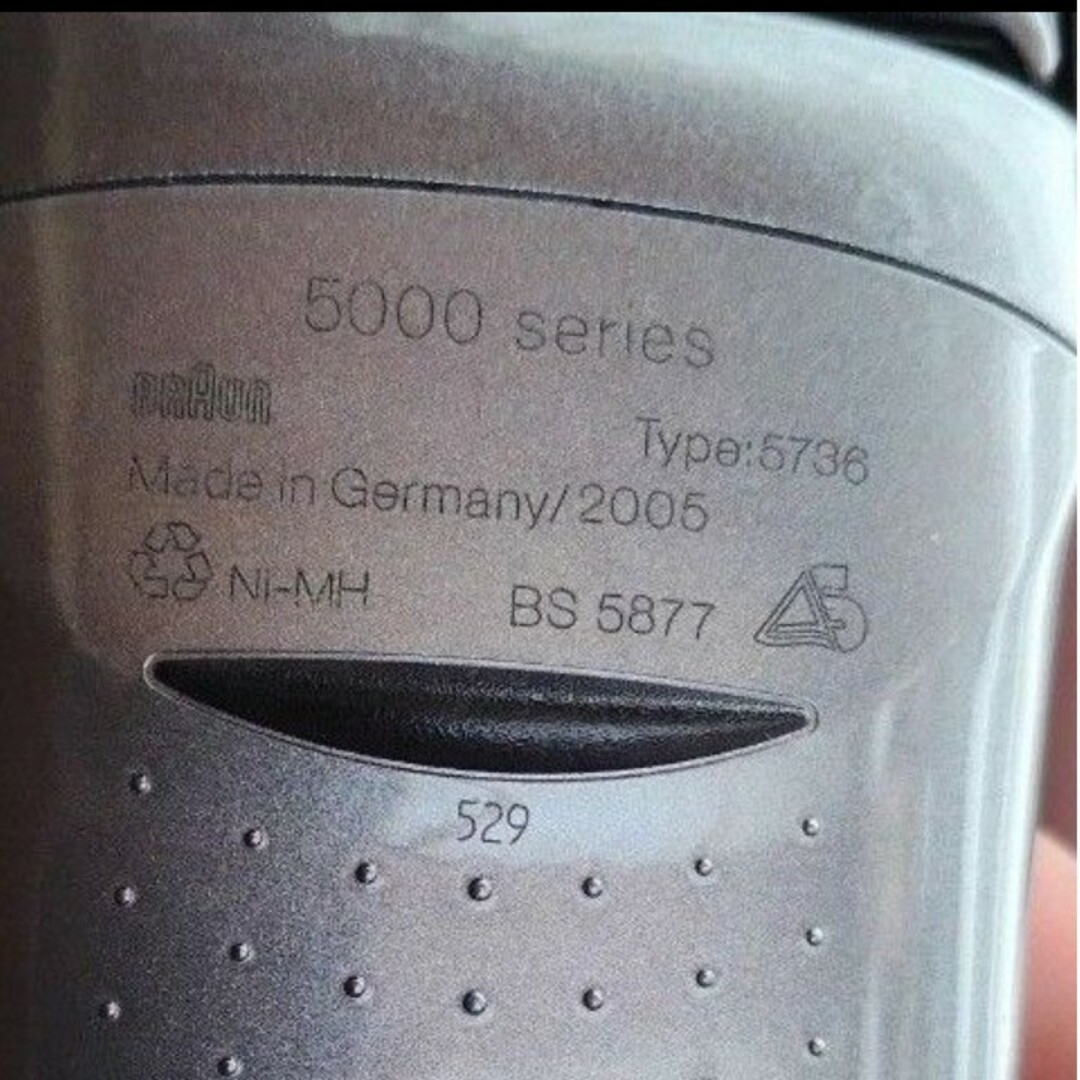 5000 series
BRAUN
Type:5736
Made in Germany/2005
Ni-MH BS 5877
529